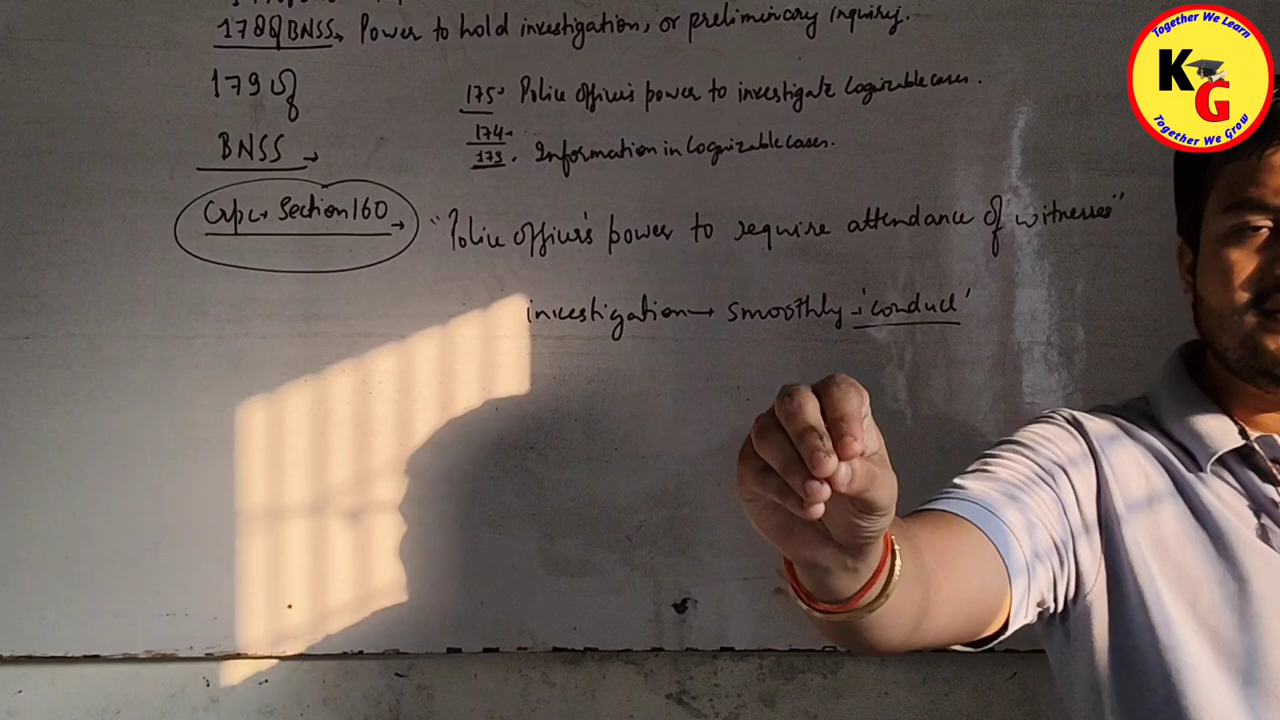 178 BNSS → Power to hold investigation, or preliminary inquiry.
179 of
BNSS →
175. Police officer's power to investigate Cognizable cases.
174.
173. Information in Cognizable cases.
Crpc → Section 160 → "Police officer's power to require attendance of witnesses"
investigation → smoothly → 'conduct'
Together We Learn
KG
Together We Grow